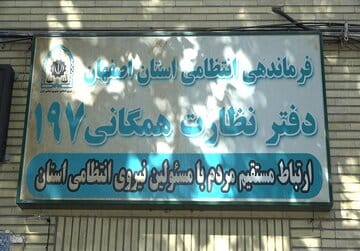 فرماندهی انتظامی استان اصفهان
دفتر نظارت همگانی ۱۹۷
ارتباط مستقیم مردم با مسئولین نیروی انتظامی استان